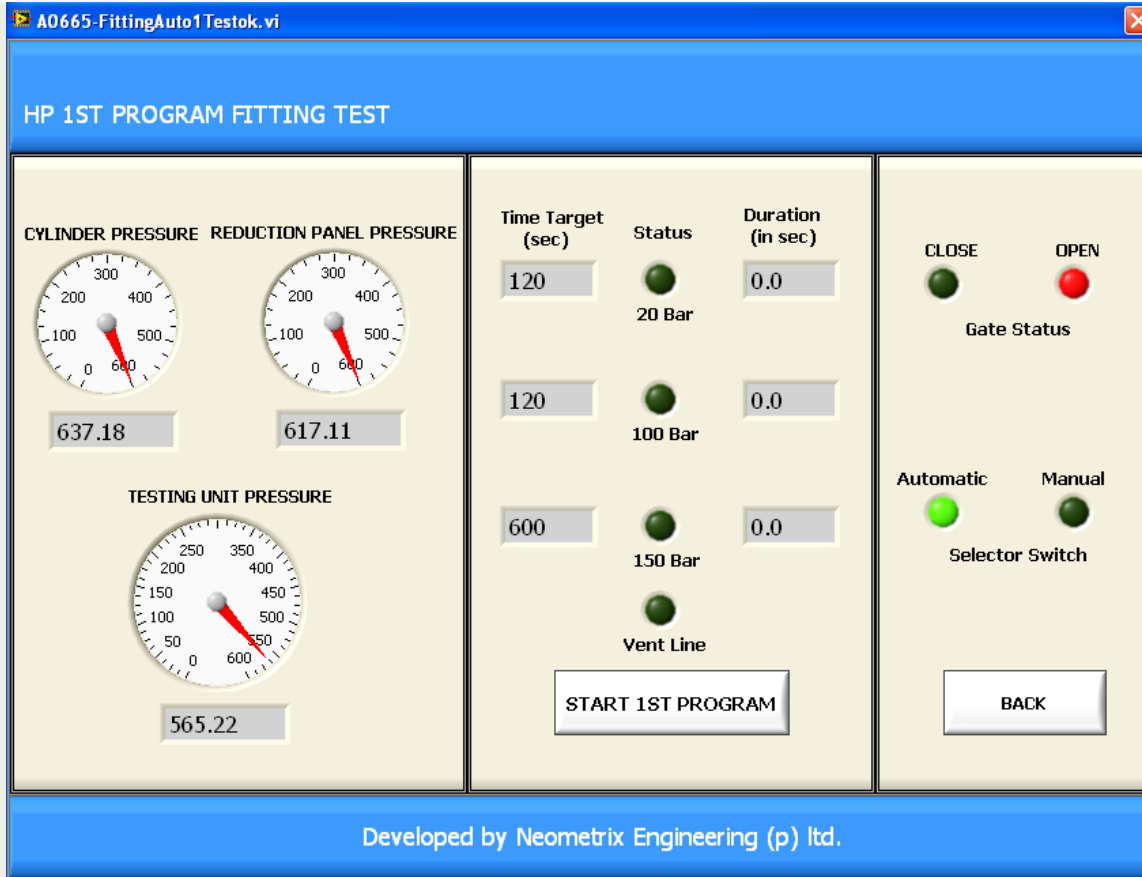 A0665-FittingAuto1Testok.vi
HP 1ST PROGRAM FITTING TEST
CYLINDER PRESSURE
300
200 400
100 500
0 600
637.18
REDUCTION PANEL PRESSURE
300
200 400
100 500
0 600
617.11
TESTING UNIT PRESSURE
250 350
200 400
150 450
100 500
50 550
0 600
565.22
Time Target
(sec)
Status
Duration
(in sec)
120
0.0
20 Bar
120
0.0
100 Bar
600
0.0
150 Bar
Vent Line
START 1ST PROGRAM
CLOSE OPEN
Gate Status
Automatic Manual
Selector Switch
BACK
Developed by Neometrix Engineering (p) ltd.